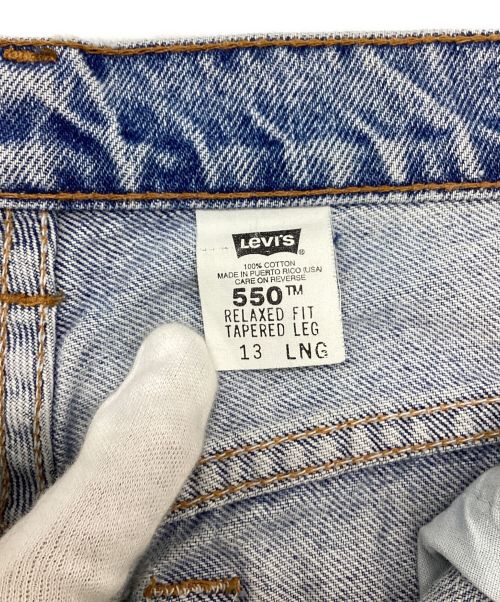 LEVI'S ®
100% COTTON
MADE IN PUERTO RICO (USA)
CARE ON REVERSE
550™
RELAXED FIT
TAPERED LEG
13 LNG